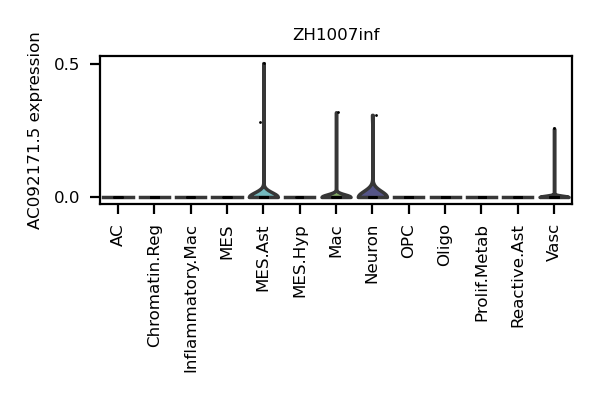 ZH1007inf
AC092171.5 expression
0.5
0.0
AC
Chromatin.Reg
Inflammatory.Mac
MES
MES.Ast
MES.Hyp
Mac
Neuron
OPC
Oligo
Prolif.Metab
Reactive.Ast
Vasc